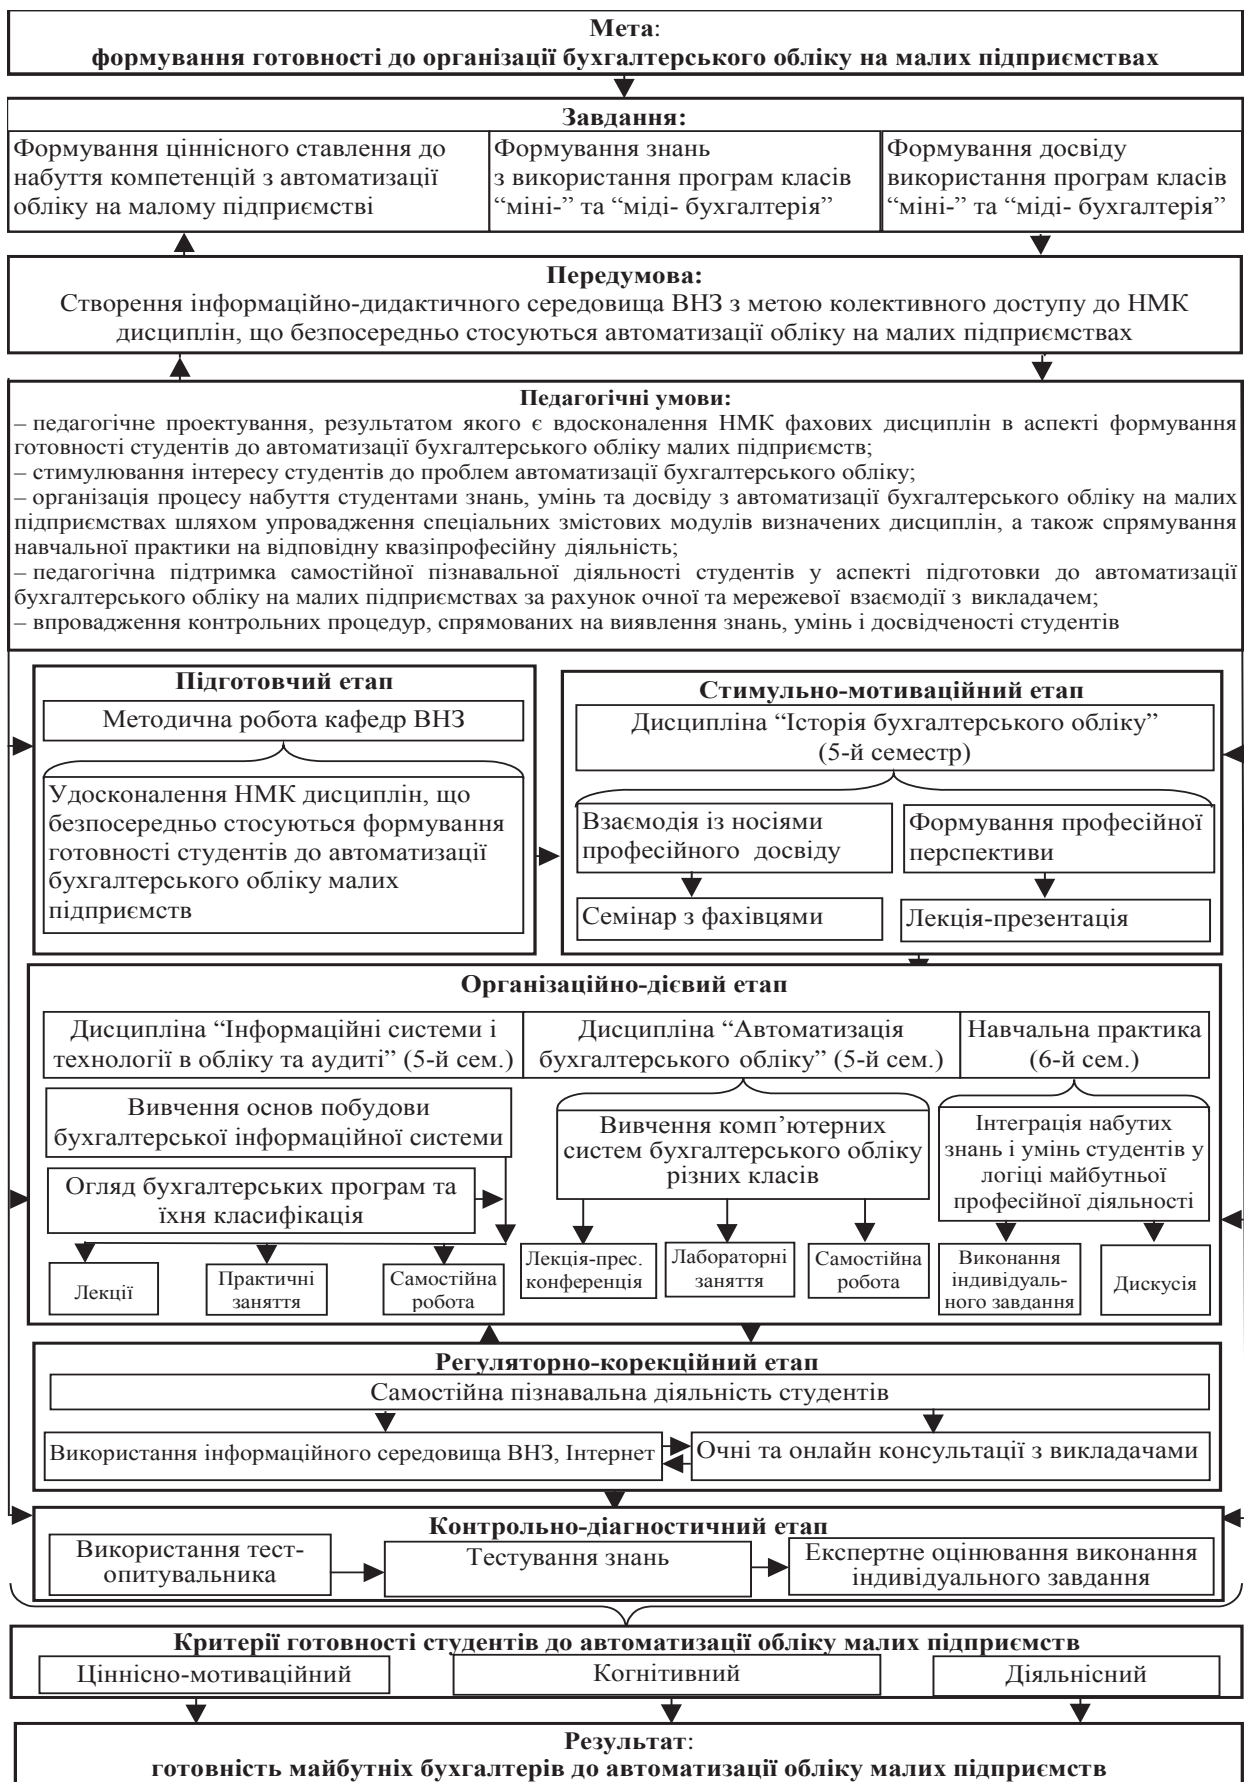 Мета:
формування готовності до організації бухгалтерського обліку на малих підприємствах
Завдання:
Формування ціннісного ставлення до
набуття компетенцій з автоматизації
обліку на малому підприємстві
Формування знань
з використання програм класів
“міні-” та “міді- бухгалтерія”
Формування досвіду
використання програм класів
“міні-” та “міді- бухгалтерія”
Передумова:
Створення інформаційно-дидактичного середовища ВНЗ з метою колективного доступу до НМК
дисциплін, що безпосередньо стосуються автоматизації обліку на малих підприємствах
Педагогічні умови:
– педагогічне проектування, результатом якого є вдосконалення НМК фахових дисциплін в аспекті формування
готовності студентів до автоматизації бухгалтерського обліку малих підприємств;
– стимулювання інтересу студентів до проблем автоматизації бухгалтерського обліку;
– організація процесу набуття студентами знань, умінь та досвіду з автоматизації бухгалтерського обліку на малих
підприємствах шляхом упровадження спеціальних змістових модулів визначених дисциплін, а також спрямування
навчальної практики на відповідну квазіпрофесійну діяльність;
– педагогічна підтримка самостійної пізнавальної діяльності студентів у аспекті підготовки до автоматизації
бухгалтерського обліку на малих підприємствах за рахунок очної та мережевої взаємодії з викладачем;
– впровадження контрольних процедур, спрямованих на виявлення знань, умінь і досвідченості студентів
Підготовчий етап
Методична робота кафедр ВНЗ
Удосконалення НМК дисциплін, що
безпосередньо стосуються формування
готовності студентів до автоматизації
бухгалтерського обліку малих
підприємств
Стимульно-мотиваційний етап
Дисципліна “Історія бухгалтерського обліку”
(5-й семестр)
Взаємодія із носіями
професійного досвіду
Формування професійної
перспективи
Семінар з фахівцями
Лекція-презентація
Організаційно-дієвий етап
Дисципліна “Інформаційні системи і
технології в обліку та аудиті” (5-й сем.)
Дисципліна “Автоматизація
бухгалтерського обліку” (5-й сем.)
Навчальна практика
(6-й сем.)
Вивчення основ побудови
бухгалтерської інформаційної системи
Огляд бухгалтерських програм та
їхня класифікація
Вивчення комп’ютерних
систем бухгалтерського обліку
різних класів
Інтеграція набутих
знань і умінь студентів у
логіці майбутньої
професійної діяльності
Лекції
Практичні
заняття
Самостійна
робота
Лекція-прес.
конференція
Лабораторні
заняття
Самостійна
робота
Виконання
індивідуаль-
ного завдання
Дискусія
Регуляторно-корекційний етап
Самостійна пізнавальна діяльність студентів
Використання інформаційного середовища ВНЗ, Інтернет
Очні та онлайн консультації з викладачами
Контрольно-діагностичний етап
Використання тест-
опитувальника
Тестування знань
Експертне оцінювання виконання
індивідуального завдання
Критерії готовності студентів до автоматизації обліку малих підприємств
Ціннісно-мотиваційний
Когнітивний
Діяльнісний
Результат:
готовність майбутніх бухгалтерів до автоматизації обліку малих підприємств